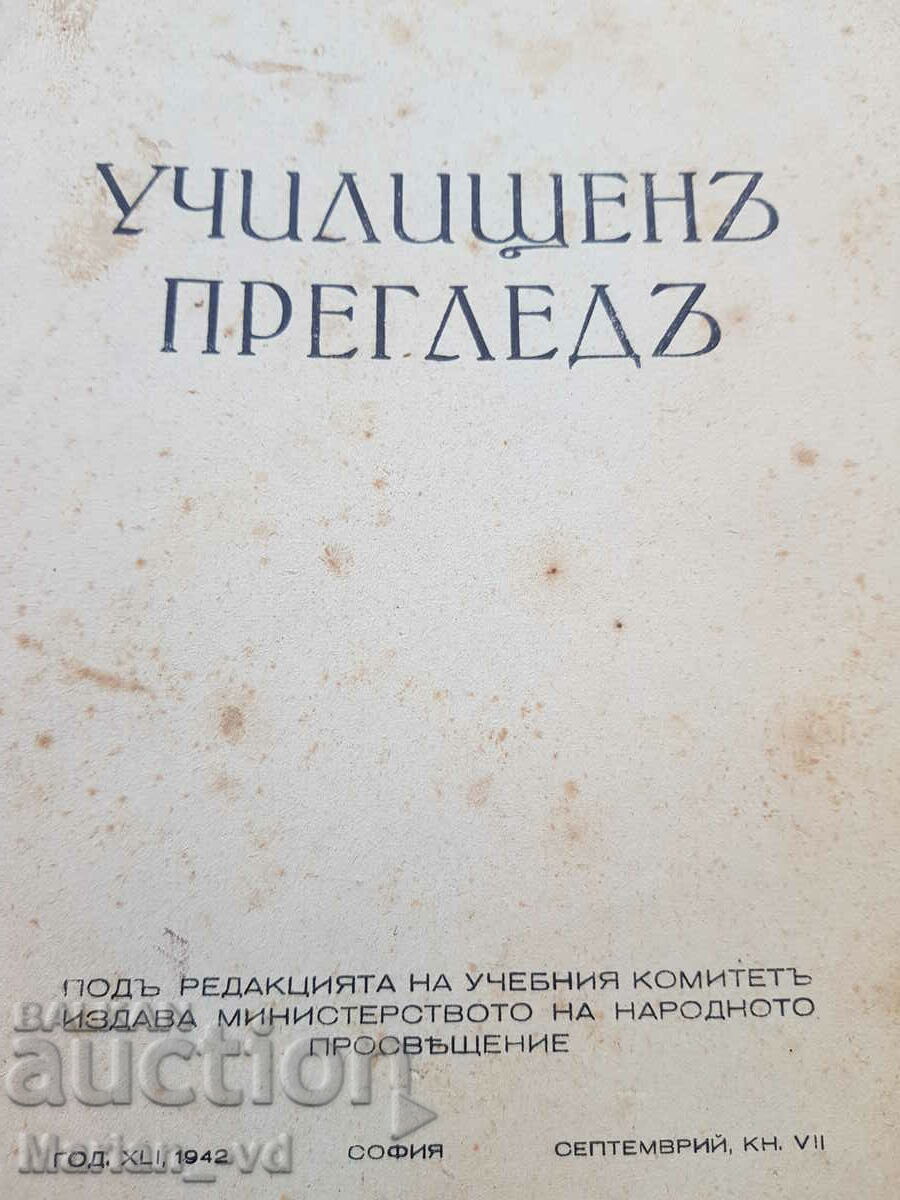 УЧИЛИЩЕНЪ
ПРЕГЛЕДЪ
ПОДЪ РЕДАКЦИЯТА НА УЧЕБНИЯ КОМИТЕТЪ
ИЗДАВА МИНИСТЕРСТВОТО НА НАРОДНОТО
ПРОСВѢЩЕНИЕ
ГОД. XLI, 1942 СОФИЯ СЕПТЕМВРИЙ, КН. VII
auction
Marian_vd